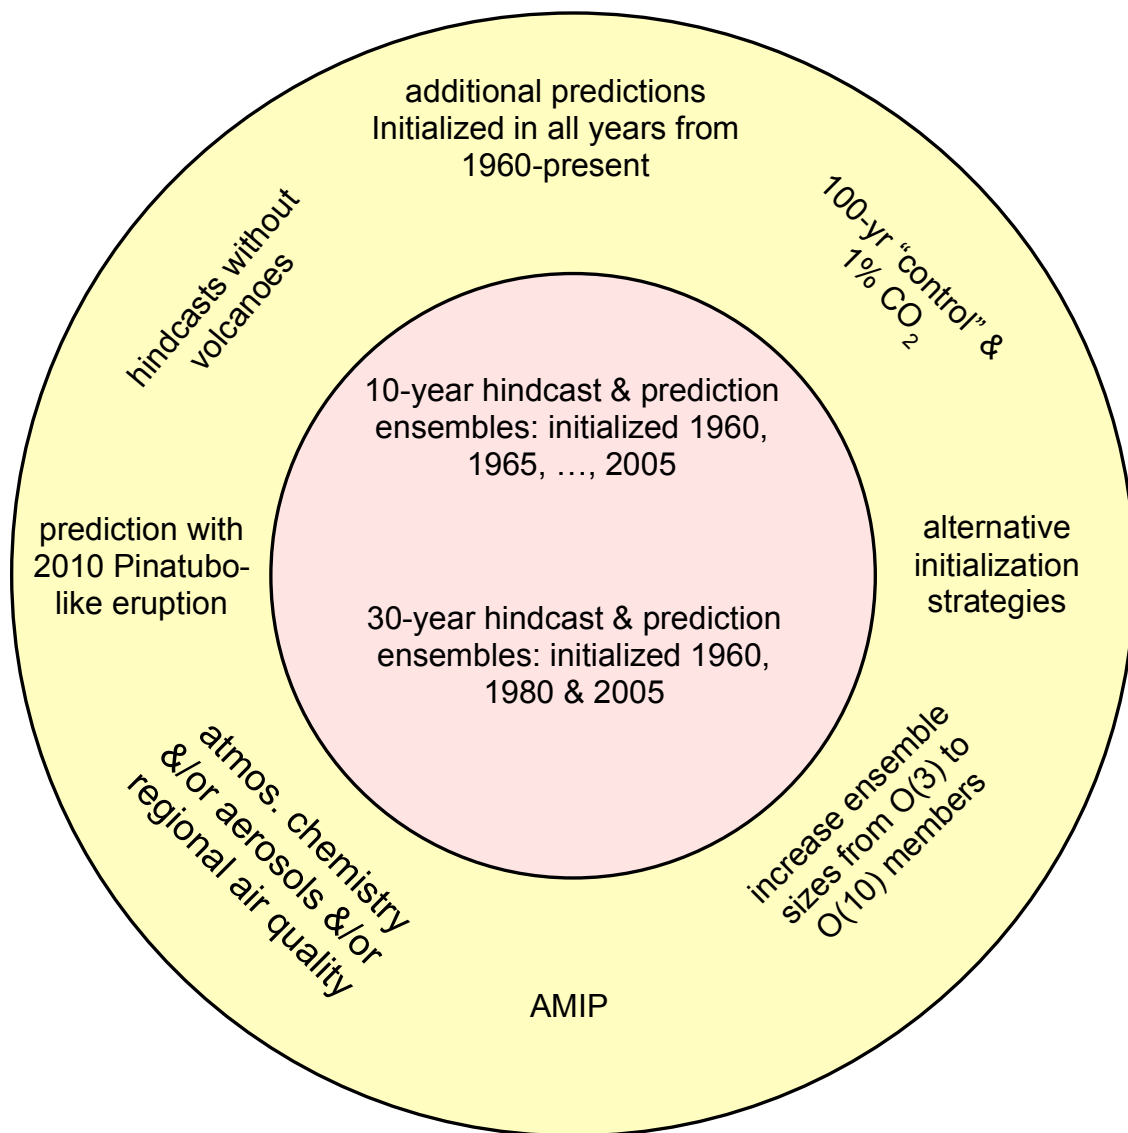 additional predictions
Initialized in all years from
1960-present
hindcasts without
volcanoes
100-yr “control” &
1% CO2
10-year hindcast & prediction
ensembles: initialized 1960,
1965, …, 2005
prediction with
2010 Pinatubo-
like eruption
alternative
initialization
strategies
30-year hindcast & prediction
ensembles: initialized 1960,
1980 & 2005
atmos. chemistry
&/or aerosols &/or
regional air quality
increase ensemble
sizes from O(3) to
O(10) members
AMIP